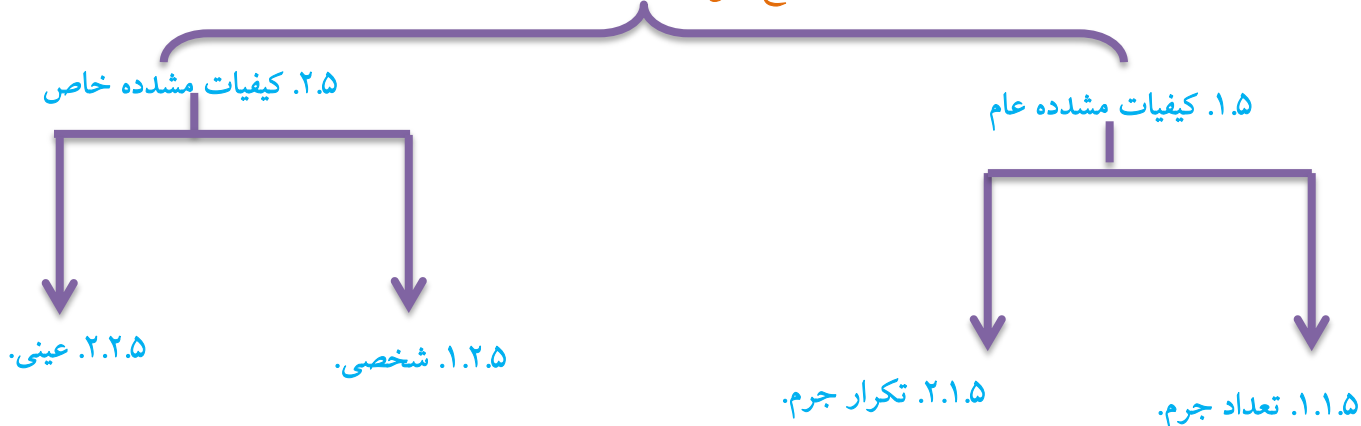 ۱.۵. کیفیات مشدده عام
۲.۵. کیفیات مشدده خاص
۱.۱.۵. تعداد جرم.
۲.۱.۵. تکرار جرم.
۱.۲.۵. شخصی.
۲.۲.۵. عینی.